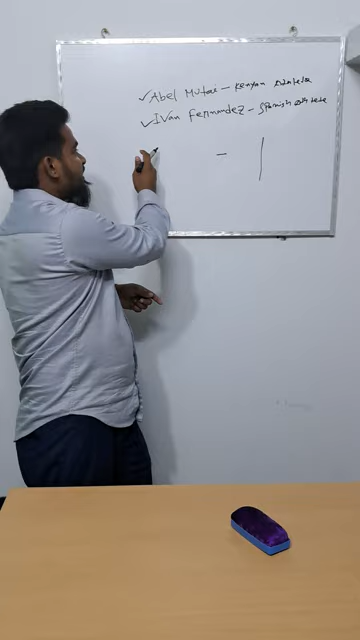 ✓Abel Mutai - Kenyan athlete
✓IVan Fernandez - Spanish athlete
- |